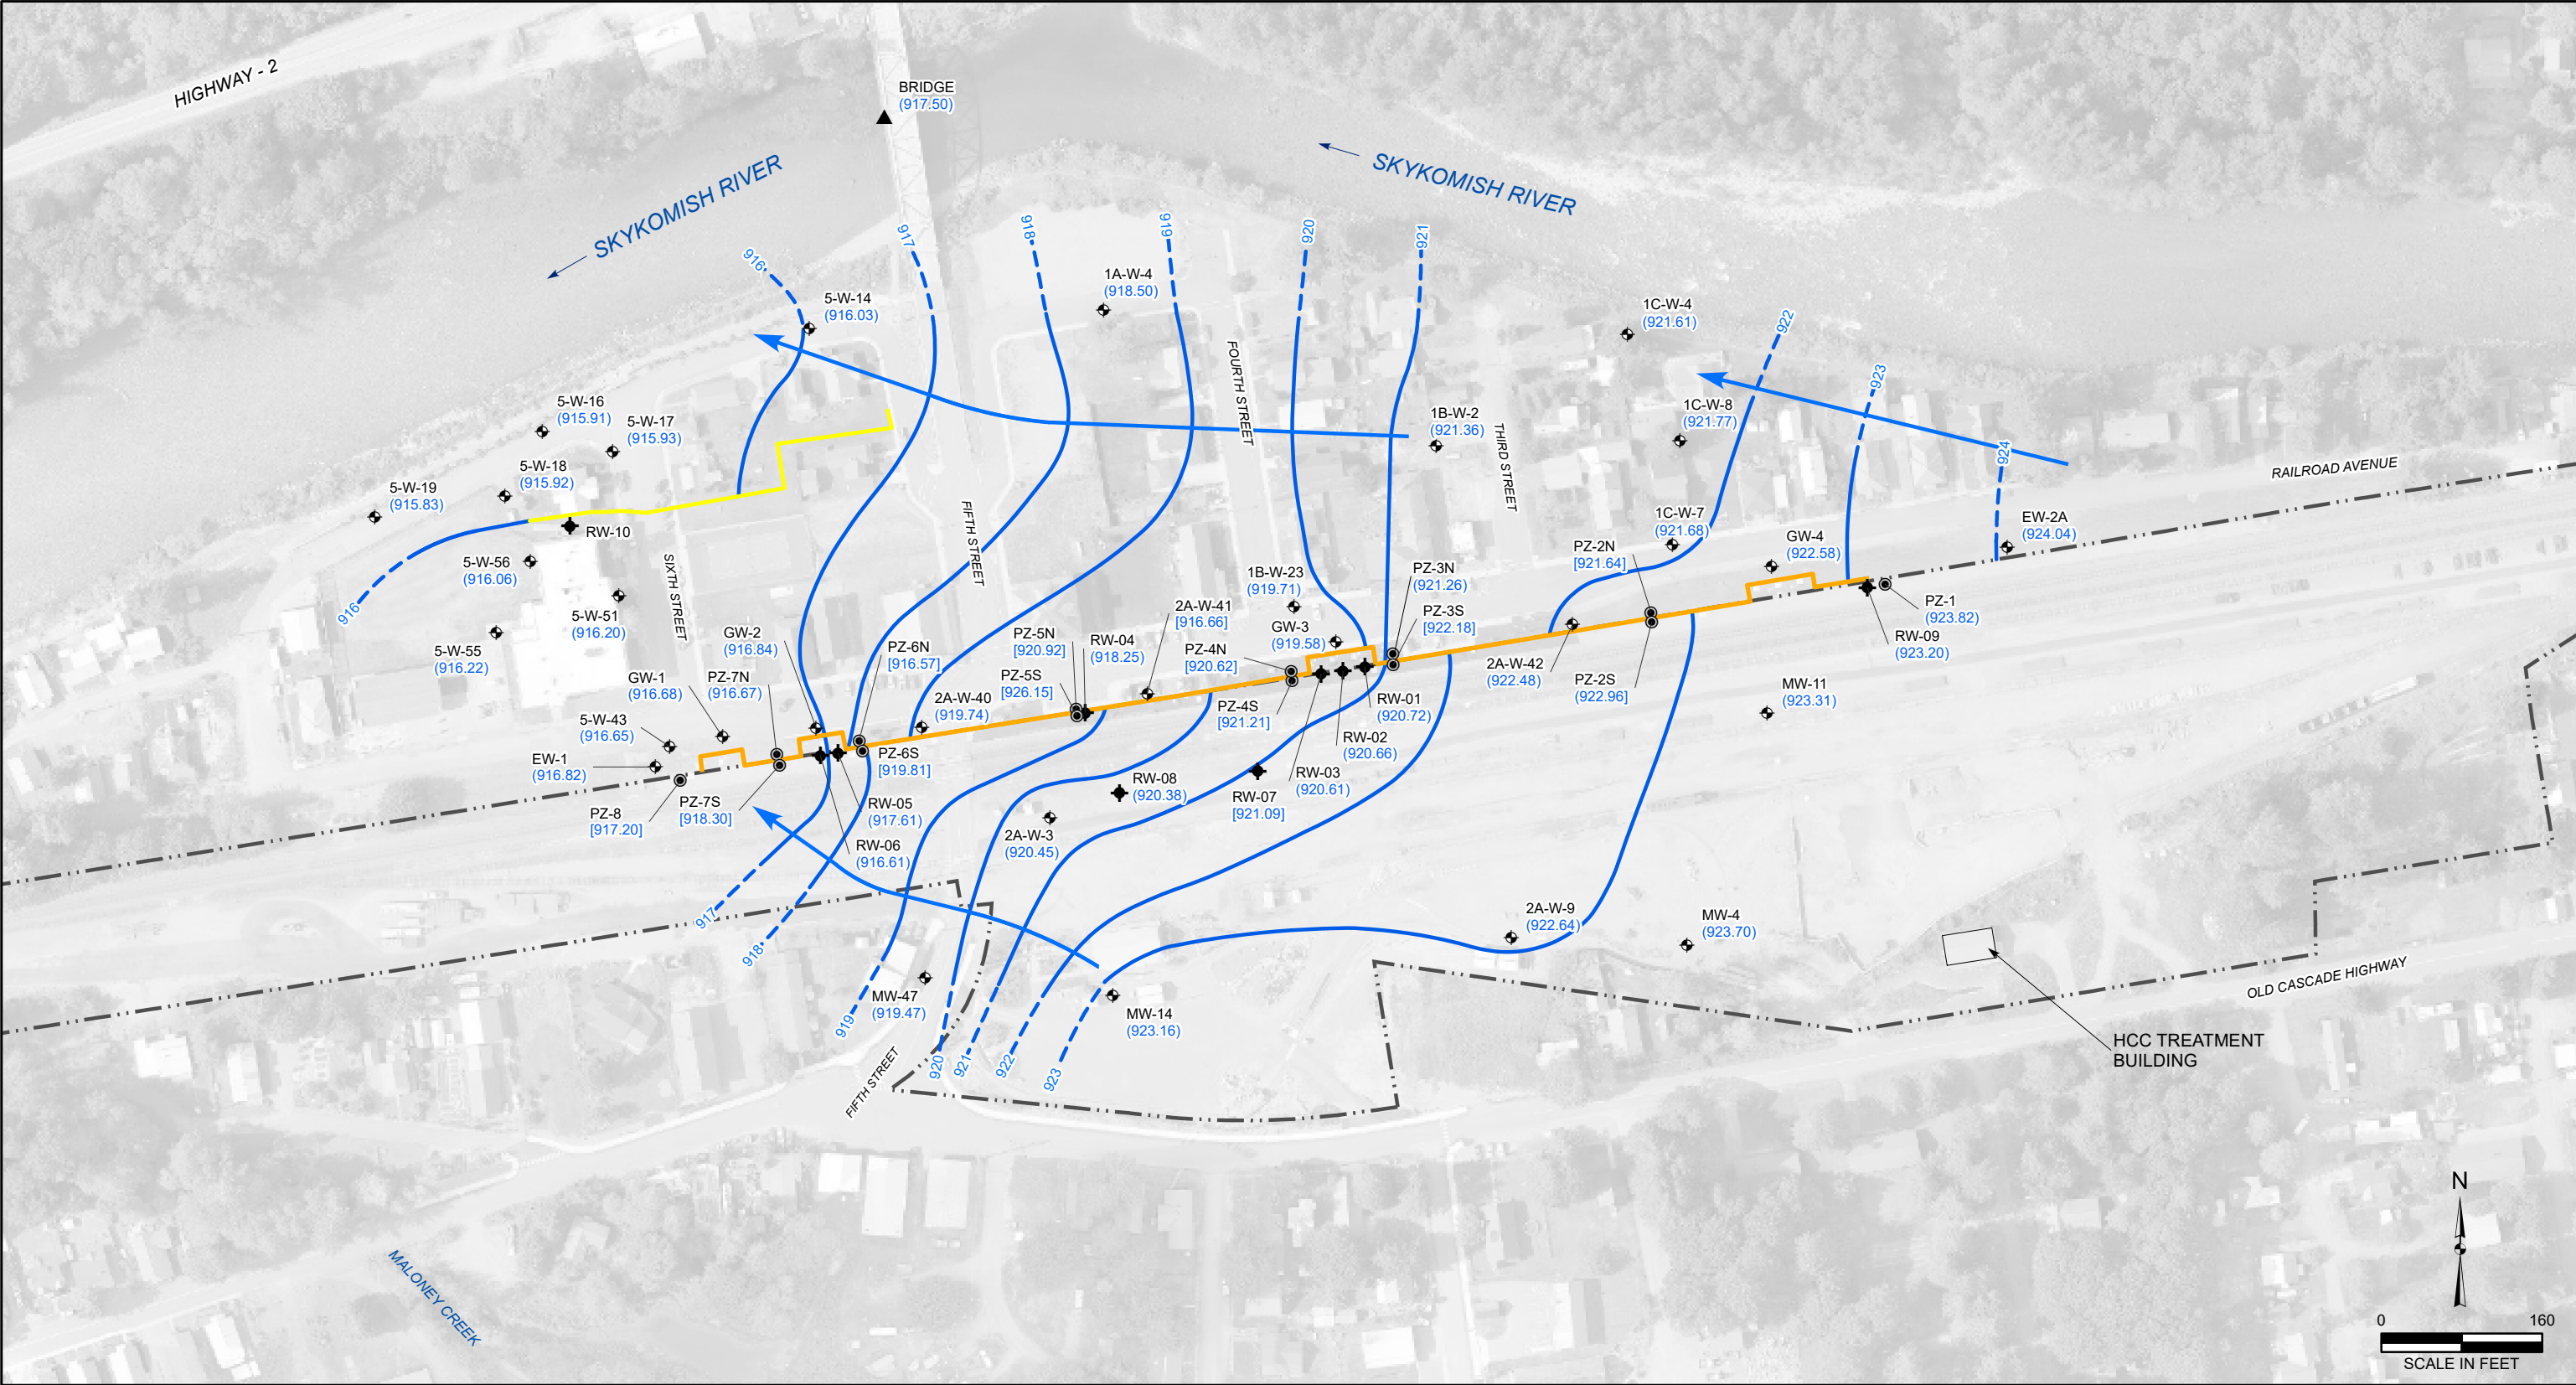 HIGHWAY - 2
BRIDGE
(917.50)
SKYKOMISH RIVER
SKYKOMISH RIVER
916
917
918
919
920
921
922
923
924
5-W-14
(916.03)
1A-W-4
(918.50)
1C-W-4
(921.61)
5-W-16
(915.91)
5-W-17
(915.93)
FOURTH STREET
1B-W-2
(921.36)
THIRD STREET
1C-W-8
(921.77)
5-W-18
(915.92)
5-W-19
(915.83)
RAILROAD AVENUE
RW-10
FIFTH STREET
1C-W-7
(921.68)
EW-2A
(924.04)
5-W-56
(916.06)
SIXTH STREET
PZ-2N
[921.64]
GW-4
(922.58)
916
5-W-51
(916.20)
1B-W-23
(919.71)
PZ-3N
(921.26)
PZ-1
(923.82)
5-W-55
(916.22)
GW-2
(916.84)
PZ-6N
[916.57]
PZ-5N
[920.92]
RW-04
(918.25)
2A-W-41
[916.66]
GW-3
(919.58)
PZ-3S
[922.18]
RW-09
(923.20)
GW-1
(916.68)
PZ-7N
(916.67)
PZ-5S
[926.15]
PZ-4N
[920.62]
2A-W-42
(922.48)
PZ-2S
(922.96]
MW-11
(923.31)
5-W-43
(916.65)
2A-W-40
(919.74)
PZ-4S
[921.21]
RW-01
(920.72)
EW-1
(916.82)
PZ-6S
[919.81]
RW-02
(920.66)
PZ-8
[917.20]
PZ-7S
[918.30]
RW-05
(917.61)
RW-08
(920.38)
RW-07
[921.09]
RW-03
(920.61)
RW-06
(916.61)
2A-W-3
(920.45)
917
918
2A-W-9
(922.64)
MW-4
(923.70)
MW-47
(919.47)
MW-14
(923.16)
OLD CASCADE HIGHWAY
919
920
921
922
923
FIFTH STREET
HCC TREATMENT
BUILDING
MALONEY CREEK
N
0 160
SCALE IN FEET